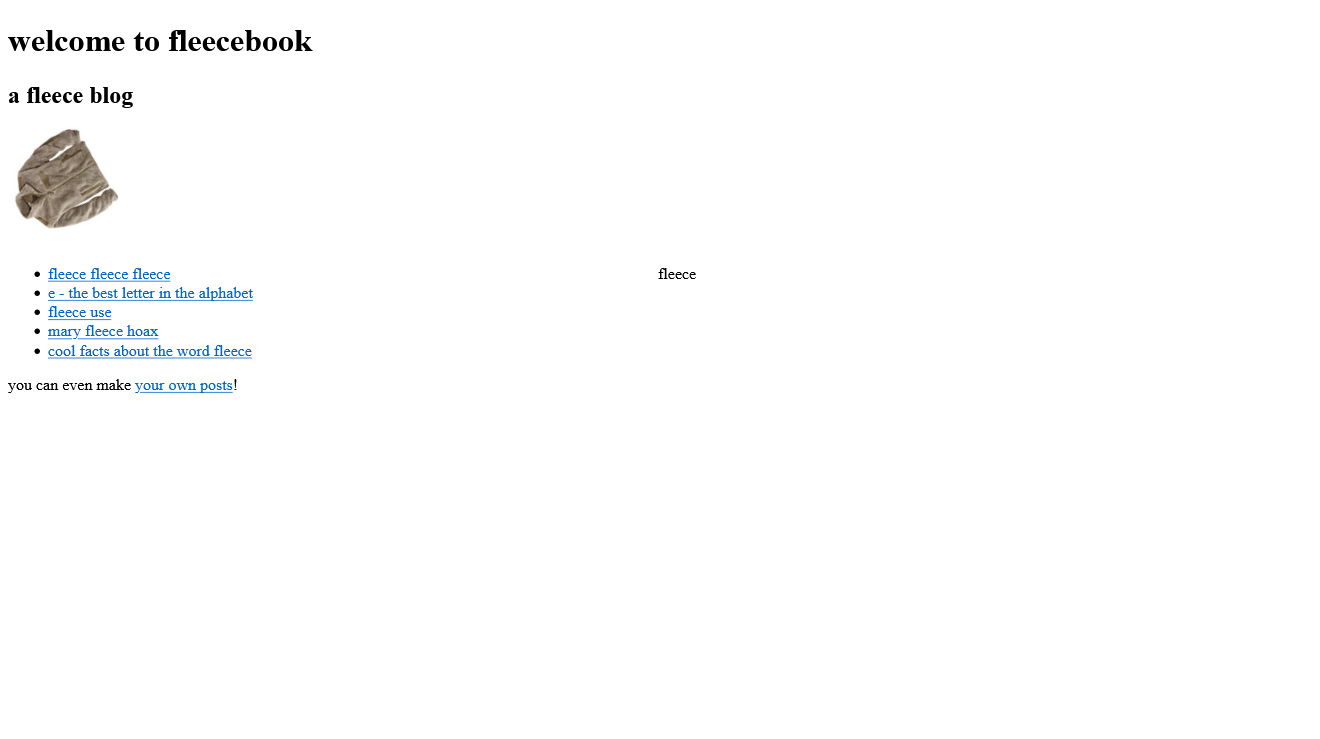 welcome to fleecebook
a fleece blog
fleece fleece fleece
fleece
e - the best letter in the alphabet
fleece use
mary fleece hoax
cool facts about the word fleece
you can even make your own posts!